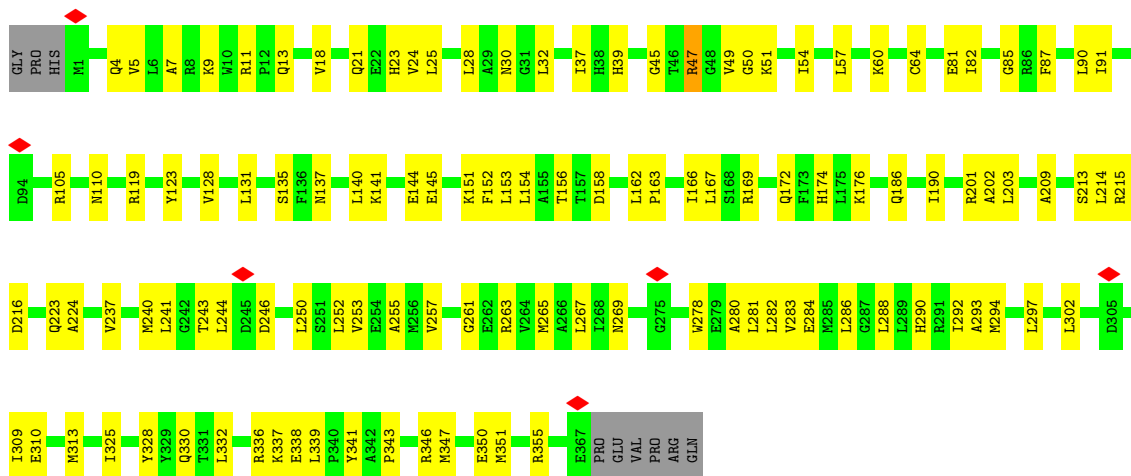 GLY PRO HIS M1 Q4 V5 L6 A7 R8 K9 W10 R11 P12 Q13 V18 Q21 E22 H23 V24 L25 L28 A29 N30 G31 L32 I37 H38 H39 G45 T46 R47 G48 V49 G50 K51 I54 L57 K60 C64 E81 I82 G85 R86 F87 L90 I91
D94 R105 N110 R119 Y123 V128 L131 S135 F136 N137 L140 K141 E144 E145 K151 F152 L153 L154 A155 T156 T157 D158 L162 P163 I166 L167 S168 R169 Q172 F173 H174 L175 K176 Q186 I190 R201 A202 L203 A209 S213 L214 R215
D216 Q223 A224 V237 M240 L241 G242 T243 L244 D245 D246 L250 S251 L252 V253 E254 A255 M256 V257 G261 E262 R263 V264 M265 A266 L267 I268 N269 G275 W278 E279 A280 L281 L282 V283 E284 M285 L286 G287 L288 L289 H290 R291 I292 A293 M294 L297 L302 D305
I309 E310 M313 I325 Y328 Y329 Q330 T331 L332 R336 K337 E338 L339 P340 Y341 A342 P343 R346 M347 E350 M351 R355 E367 PRO GLU VAL PRO ARG GLN